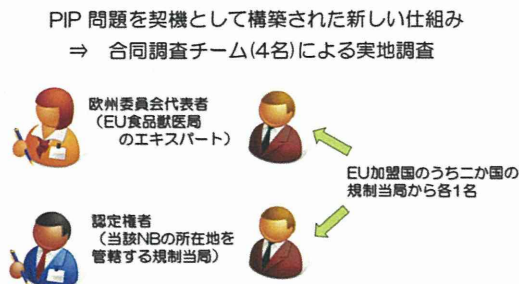 PIP 問題を契機として構築された新しい仕組み
⇒ 合同調査チーム(4名)による実地調査
欧州委員会代表者
(EU食品獣医局
のエキスパート)
EU加盟国のうち二か国の
規制当局から各1名
認定権者
(当該NBの所在地を
管轄する規制当局)